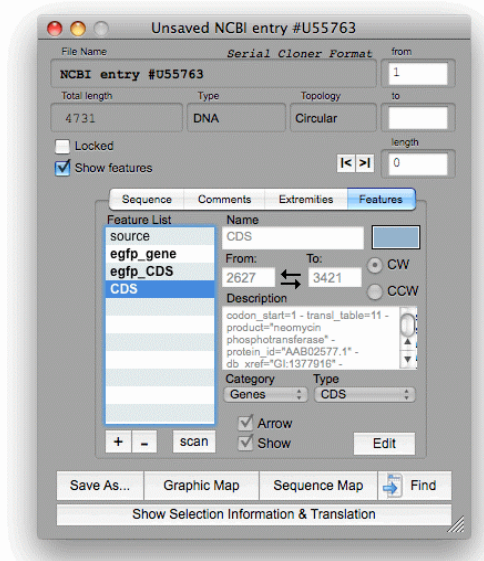 Unsaved NCBI entry #U55763
File Name Serial Cloner Format from
NCBI entry #U55763 1
Total length Type Topology to
4731 DNA Circular
Locked length
Show features |< >| 0
Sequence Comments Extremities Features
Feature List Name
source CDS
egfp_gene From: To: CW
egfp_CDS 2627 3421
CDS CCW
Description
codon_start=1 - transl_table=11 -
product="neomycin
phosphotransferase" -
protein_id="AAB02577.1" -
db_xref="GI:1377916" -
Category Type
Genes CDS
Arrow
+ - scan Show Edit
Save As... Graphic Map Sequence Map Find
Show Selection Information & Translation